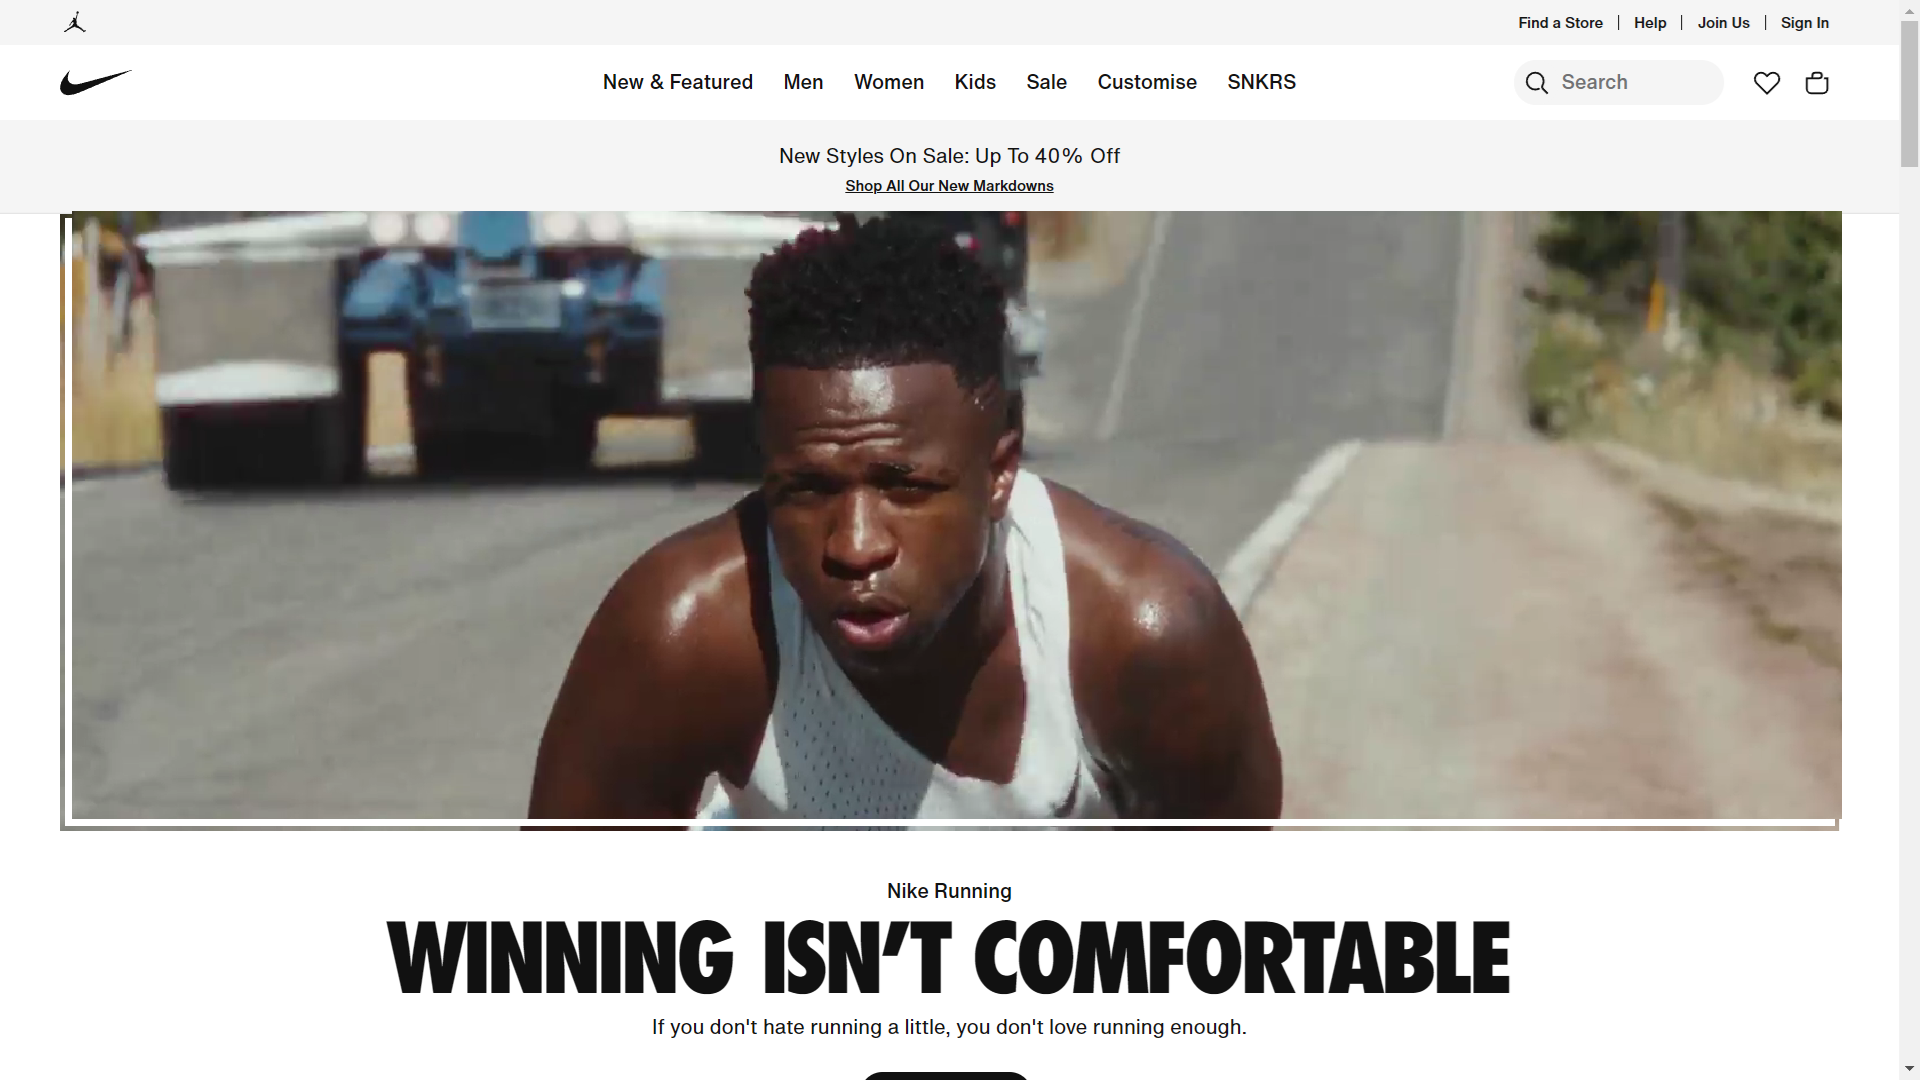 Find a Store
Help
Join Us
Sign In
New & Featured
Men
Women
Kids
Sale
Customise
SNKRS
Search
New Styles On Sale: Up To 40% Off
Shop All Our New Markdowns
Nike Running
WINNING ISN’T COMFORTABLE
If you don't hate running a little, you don't love running enough.